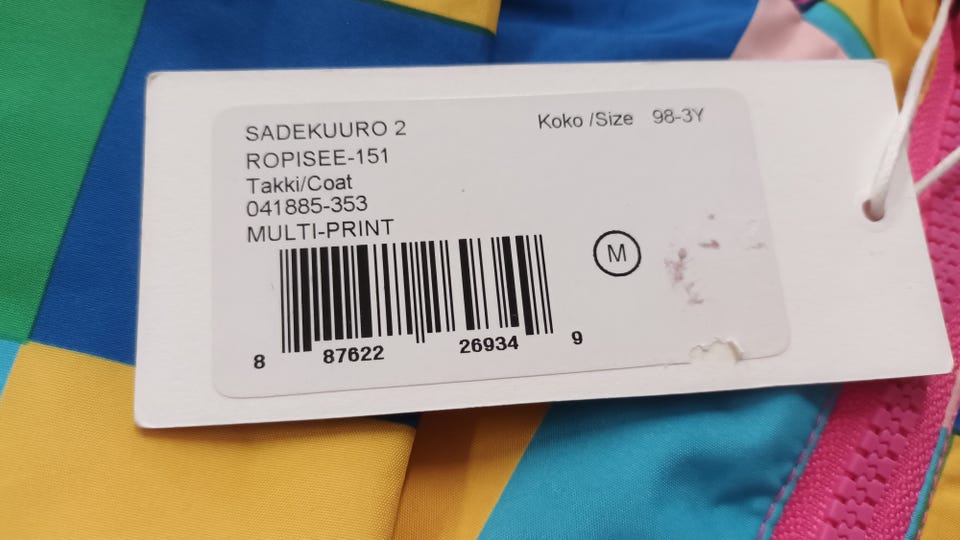 SADEKUURO 2
Koko /Size 98-3Y
ROPISEE-151
Takki/Coat
041885-353
MULTI-PRINT
M
8 87622 26934 9